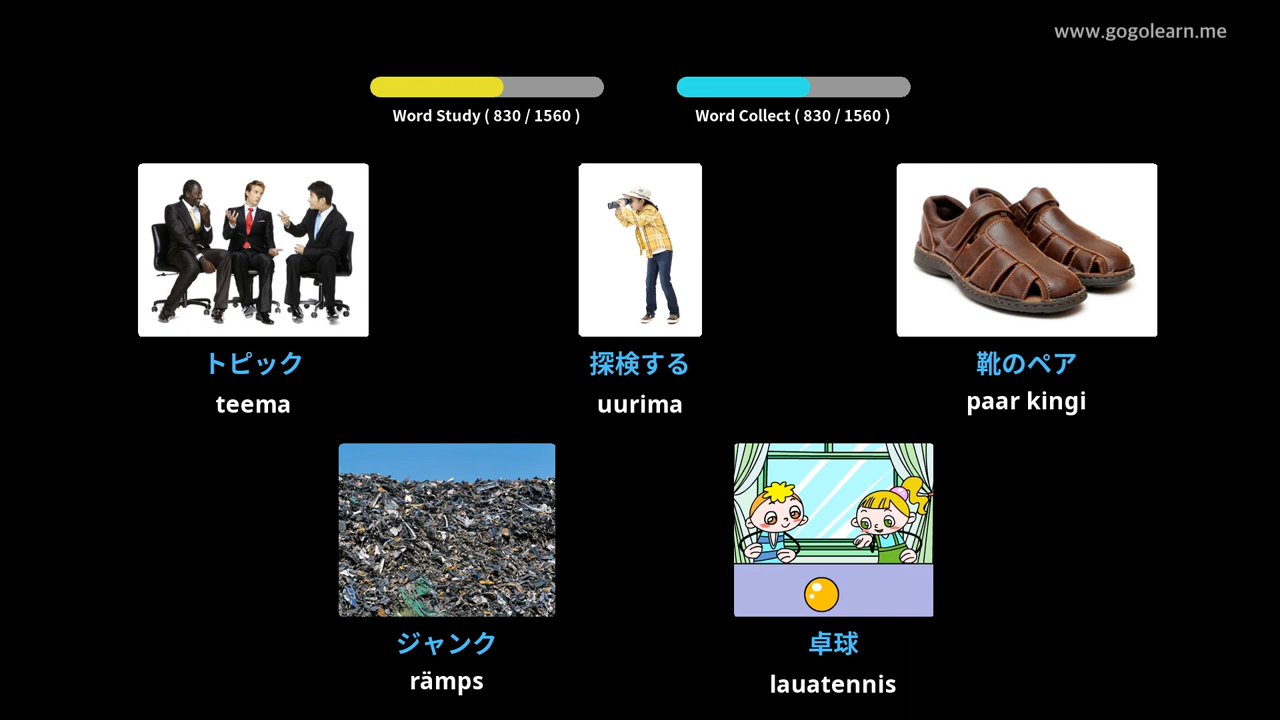 www.gogolearn.me
Word Study ( 830 / 1560 )
Word Collect ( 830 / 1560 )
トピック
teema
探検する
uurima
靴のペア
paar kingi
ジャンク
rämps
卓球
lauatennis